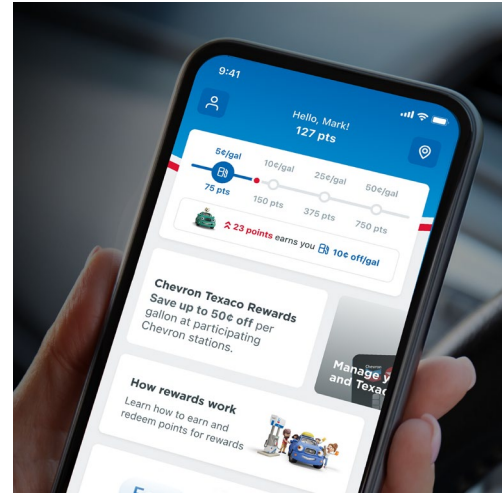 9:41
Hello, Mark!
127 pts
5¢/gal 10¢/gal 25¢/gal 50¢/gal
75 pts 150 pts 375 pts 750 pts
23 points earns you 10¢ off/gal
Chevron Texaco Rewards
Save up to 50¢ off per
gallon at participating
Chevron stations.
Manage y
and Texac
How rewards work
Learn how to earn and
redeem points for rewards